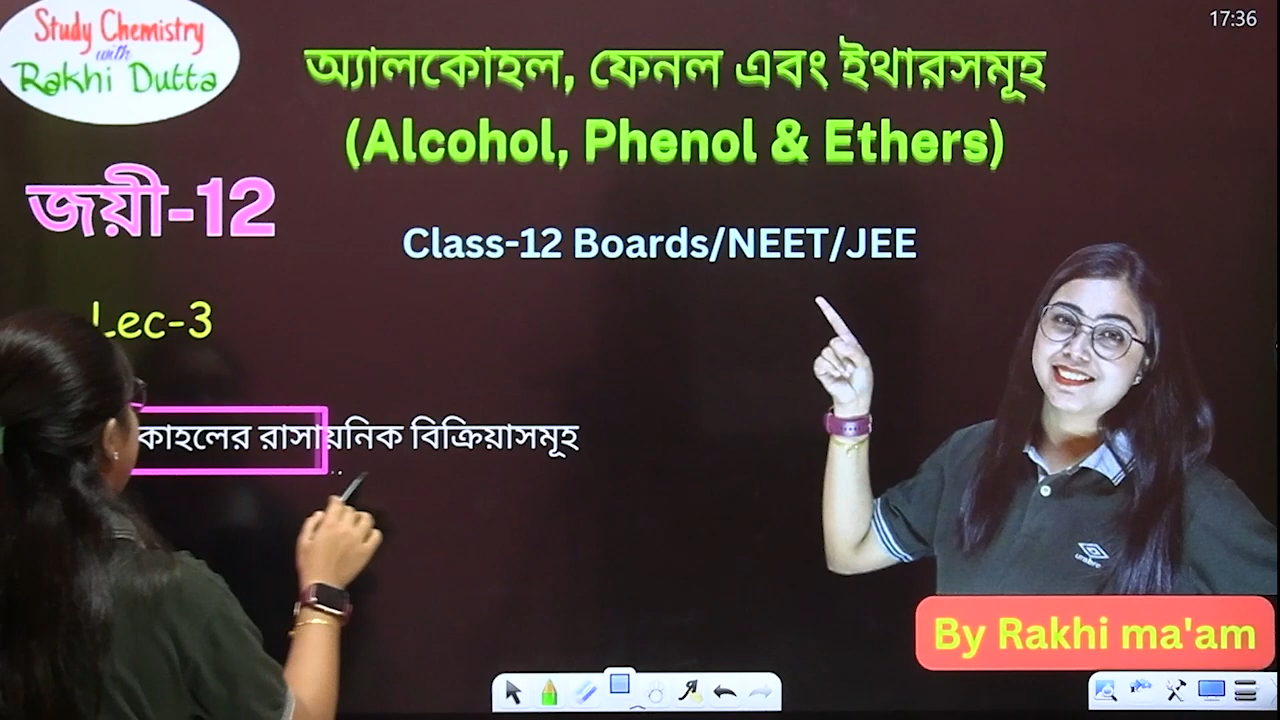 Study Chemistry
with
Rakhi Dutta
17:36
অ্যালকোহল, ফেনল এবং ইথারসমূহ
(Alcohol, Phenol & Ethers)
জয়ী-12
Class-12 Boards/NEET/JEE
Lec-3
রাসায়নিক বিক্রিয়াসমূহ
umbro
By Rakhi ma'am